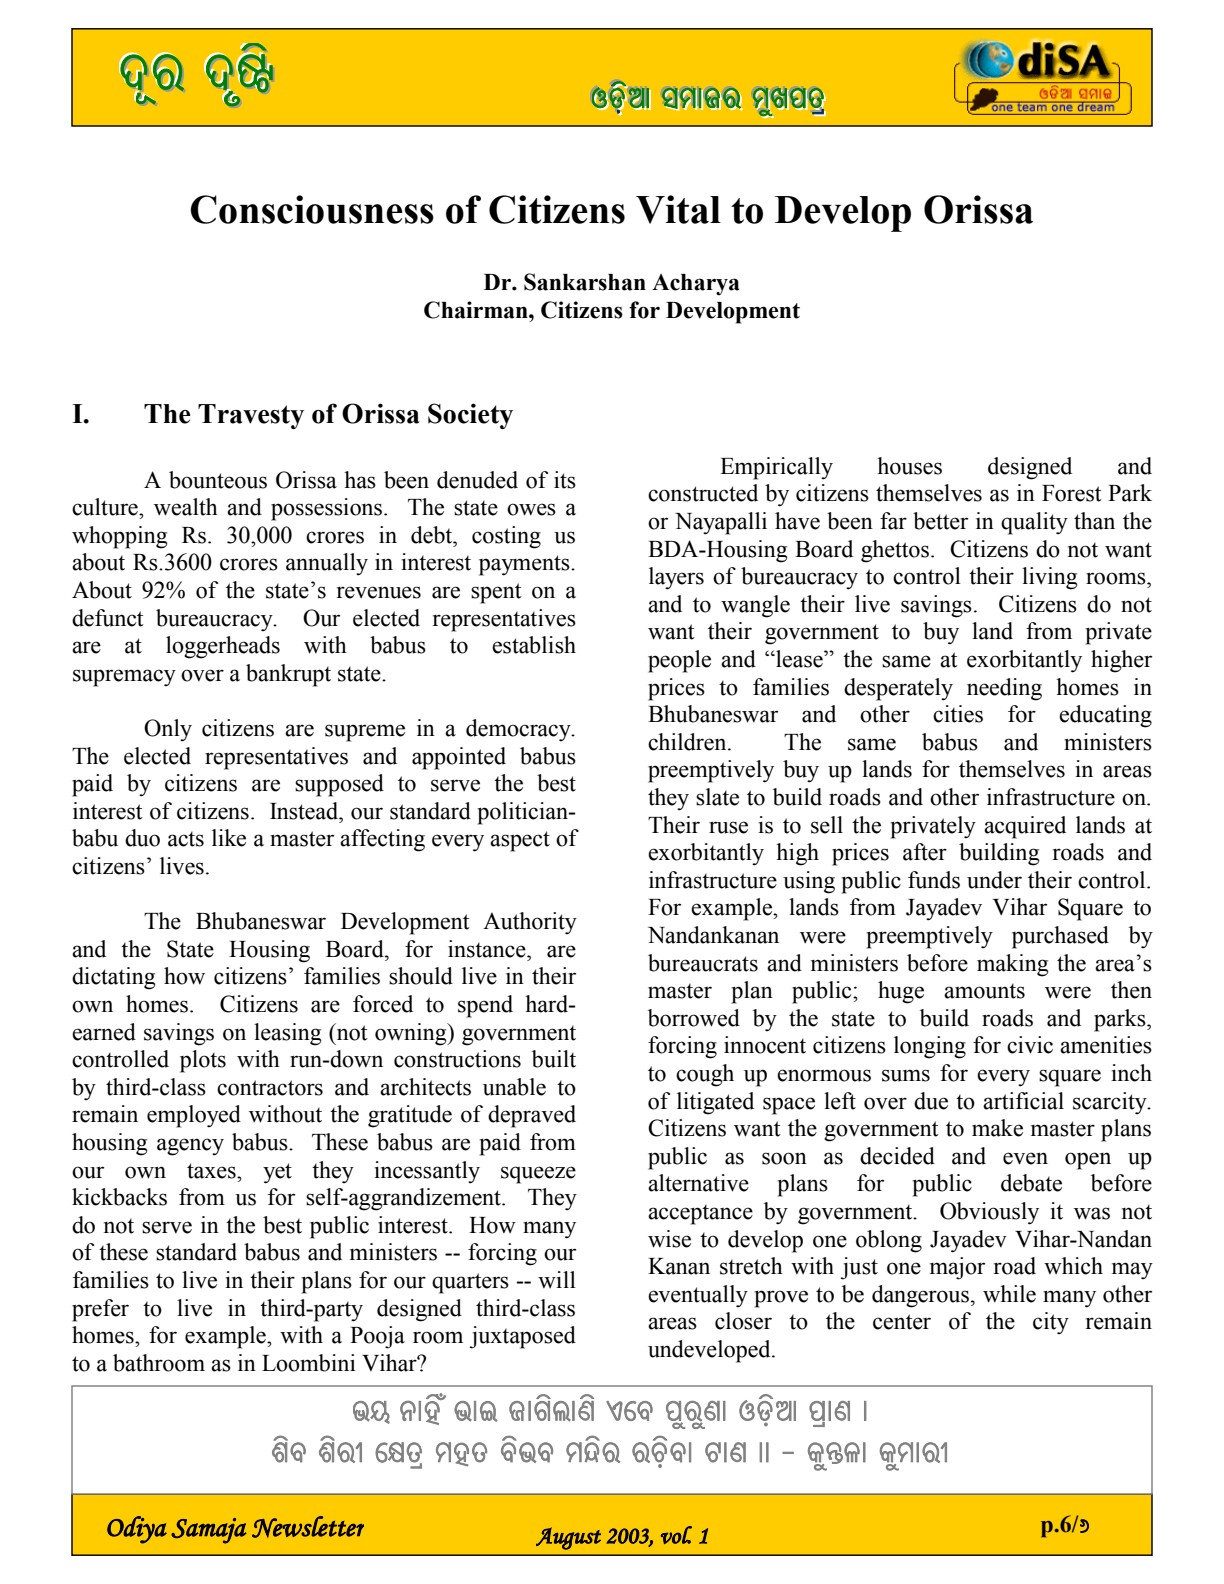 ଦୂର ଦୃଷ୍ଟି
ଓଡ଼ିଆ ସମାଜର ମୁଖପତ୍ର
OdiSA
ଓଡ଼ିଆ ସମାଜ
one team one dream
Consciousness of Citizens Vital to Develop Orissa
Dr. Sankarshan Acharya
Chairman, Citizens for Development
I. The Travesty of Orissa Society
A bounteous Orissa has been denuded of its
culture, wealth and possessions. The state owes a
whopping Rs. 30,000 crores in debt, costing us
about Rs.3600 crores annually in interest payments.
About 92% of the state’s revenues are spent on a
defunct bureaucracy. Our elected representatives
are at loggerheads with babus to establish
supremacy over a bankrupt state.
Only citizens are supreme in a democracy.
The elected representatives and appointed babus
paid by citizens are supposed to serve the best
interest of citizens. Instead, our standard politician-
babu duo acts like a master affecting every aspect of
citizens’ lives.
The Bhubaneswar Development Authority
and the State Housing Board, for instance, are
dictating how citizens’ families should live in their
own homes. Citizens are forced to spend hard-
earned savings on leasing (not owning) government
controlled plots with run-down constructions built
by third-class contractors and architects unable to
remain employed without the gratitude of depraved
housing agency babus. These babus are paid from
our own taxes, yet they incessantly squeeze
kickbacks from us for self-aggrandizement. They
do not serve in the best public interest. How many
of these standard babus and ministers -- forcing our
families to live in their plans for our quarters -- will
prefer to live in third-party designed third-class
homes, for example, with a Pooja room juxtaposed
to a bathroom as in Loombini Vihar?
Empirically houses designed and
constructed by citizens themselves as in Forest Park
or Nayapalli have been far better in quality than the
BDA-Housing Board ghettos. Citizens do not want
layers of bureaucracy to control their living rooms,
and to wangle their live savings. Citizens do not
want their government to buy land from private
people and “lease” the same at exorbitantly higher
prices to families desperately needing homes in
Bhubaneswar and other cities for educating
children. The same babus and ministers
preemptively buy up lands for themselves in areas
they slate to build roads and other infrastructure on.
Their ruse is to sell the privately acquired lands at
exorbitantly high prices after building roads and
infrastructure using public funds under their control.
For example, lands from Jayadev Vihar Square to
Nandankanan were preemptively purchased by
bureaucrats and ministers before making the area’s
master plan public; huge amounts were then
borrowed by the state to build roads and parks,
forcing innocent citizens longing for civic amenities
to cough up enormous sums for every square inch
of litigated space left over due to artificial scarcity.
Citizens want the government to make master plans
public as soon as decided and even open up
alternative plans for public debate before
acceptance by government. Obviously it was not
wise to develop one oblong Jayadev Vihar-Nandan
Kanan stretch with just one major road which may
eventually prove to be dangerous, while many other
areas closer to the center of the city remain
undeveloped.
ଭୟ ନାହିଁ ଭାଇ ଜାଗିଲାଣି ଏବେ ପୁରୁଣା ଓଡ଼ିଆ ପ୍ରାଣ ।
ଶିବ ଶିରୀ କ୍ଷେତ୍ର ମହତ ବିଭବ ମନ୍ଦିର ରଡ଼ିବା ଟାଣ ॥ – କୁନ୍ତଳା କୁମାରୀ
Odiya Samaja Newsletter
August 2003, vol. 1
p.6/୬